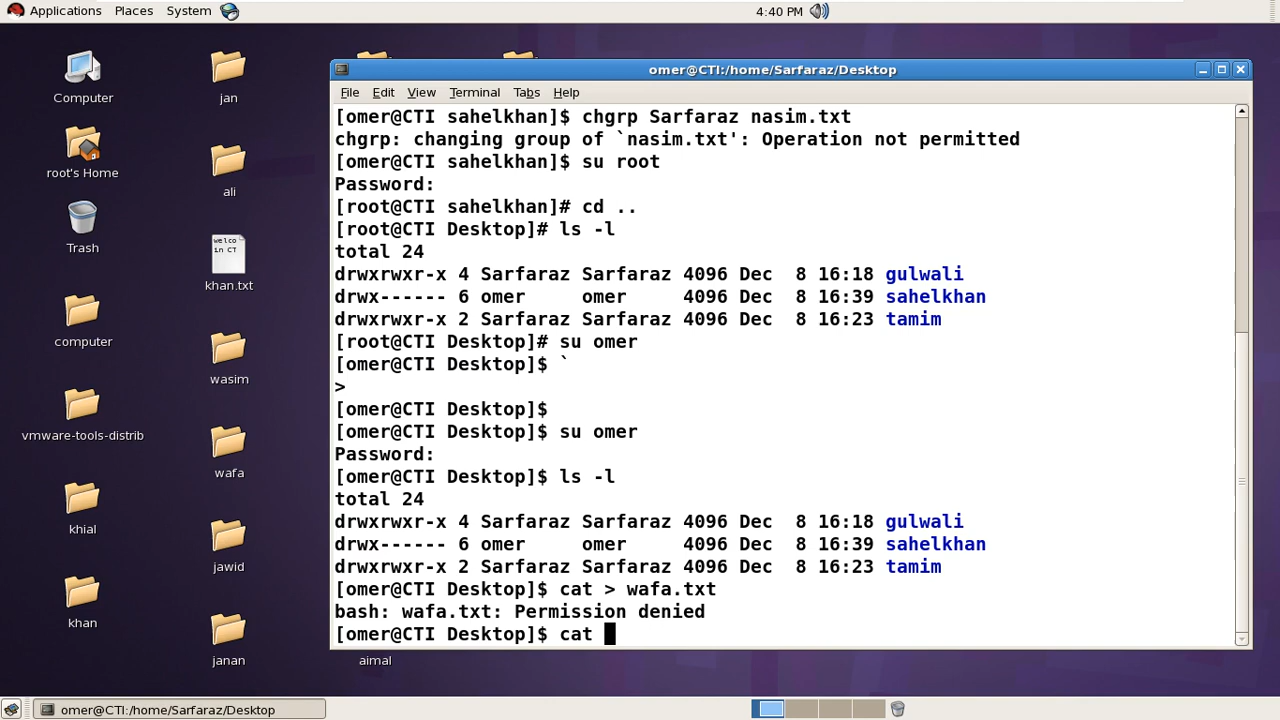 Applications Places System
4:40 PM
Computer
root's Home
Trash
computer
vmware-tools-distrib
khial
khan
jan
ali
welco
in CT
khan.txt
wasim
wafa
jawid
janan
aimal
omer@CTI:/home/Sarfaraz/Desktop
File Edit View Terminal Tabs Help
[omer@CTI sahelkhan]$ chgrp Sarfaraz nasim.txt
chgrp: changing group of `nasim.txt': Operation not permitted
[omer@CTI sahelkhan]$ su root
Password:
[root@CTI sahelkhan]# cd ..
[root@CTI Desktop]# ls -l
total 24
drwxrwxr-x 4 Sarfaraz Sarfaraz 4096 Dec  8 16:18 gulwali
drwx------ 6 omer     omer     4096 Dec  8 16:39 sahelkhan
drwxrwxr-x 2 Sarfaraz Sarfaraz 4096 Dec  8 16:23 tamim
[root@CTI Desktop]# su omer
[omer@CTI Desktop]$ `
>
[omer@CTI Desktop]$
[omer@CTI Desktop]$ su omer
Password:
[omer@CTI Desktop]$ ls -l
total 24
drwxrwxr-x 4 Sarfaraz Sarfaraz 4096 Dec  8 16:18 gulwali
drwx------ 6 omer     omer     4096 Dec  8 16:39 sahelkhan
drwxrwxr-x 2 Sarfaraz Sarfaraz 4096 Dec  8 16:23 tamim
[omer@CTI Desktop]$ cat > wafa.txt
bash: wafa.txt: Permission denied
[omer@CTI Desktop]$ cat
omer@CTI:/home/Sarfaraz/Desktop